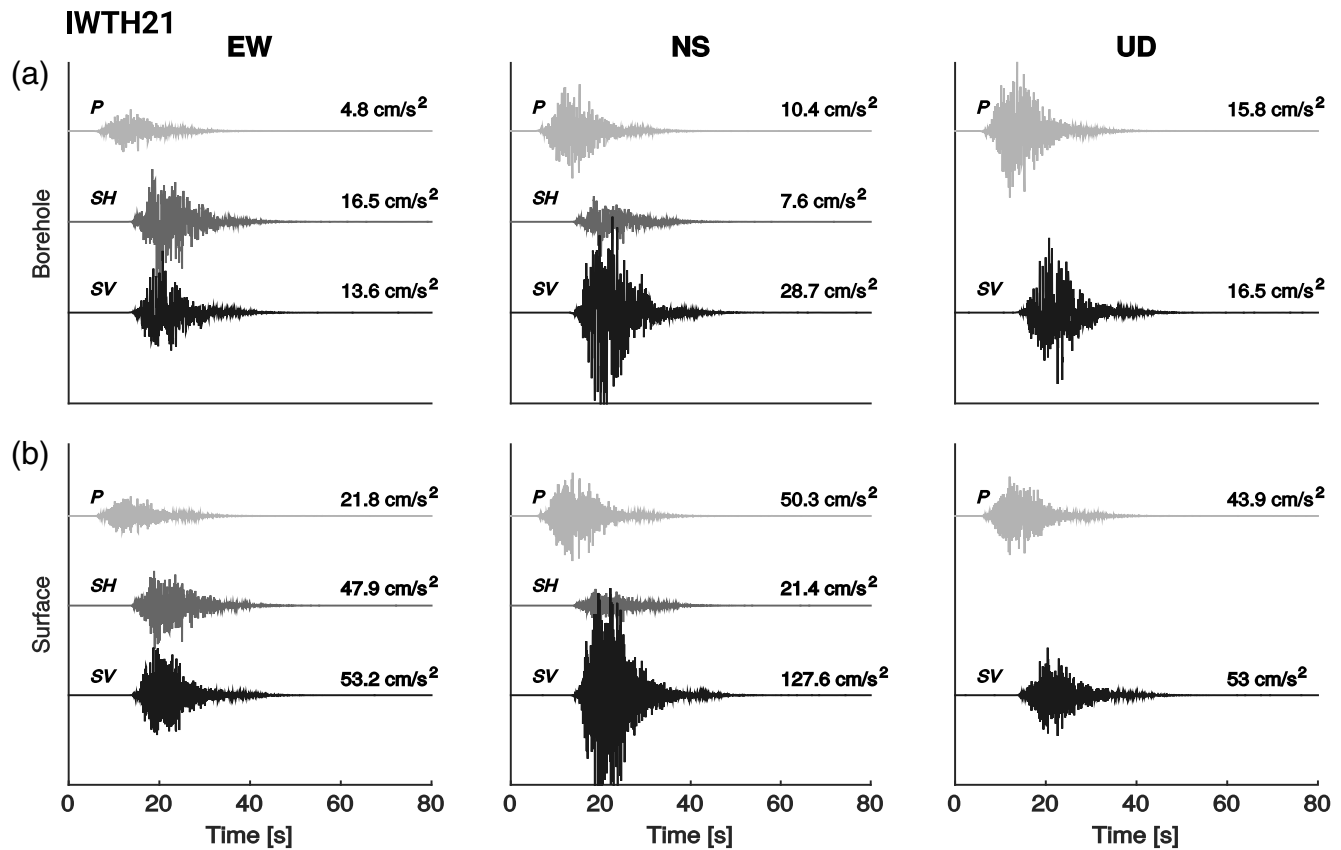 IWTH21
EW NS UD
(a)
P 4.8 cm/s² P 10.4 cm/s² P 15.8 cm/s²
SH 16.5 cm/s² SH 7.6 cm/s²
Borehole
SV 13.6 cm/s² SV 28.7 cm/s² SV 16.5 cm/s²
(b)
P 21.8 cm/s² P 50.3 cm/s² P 43.9 cm/s²
SH 47.9 cm/s² SH 21.4 cm/s²
Surface
SV 53.2 cm/s² SV 127.6 cm/s² SV 53 cm/s²
0 20 40 60 80 0 20 40 60 80 0 20 40 60 80
Time [s] Time [s] Time [s]